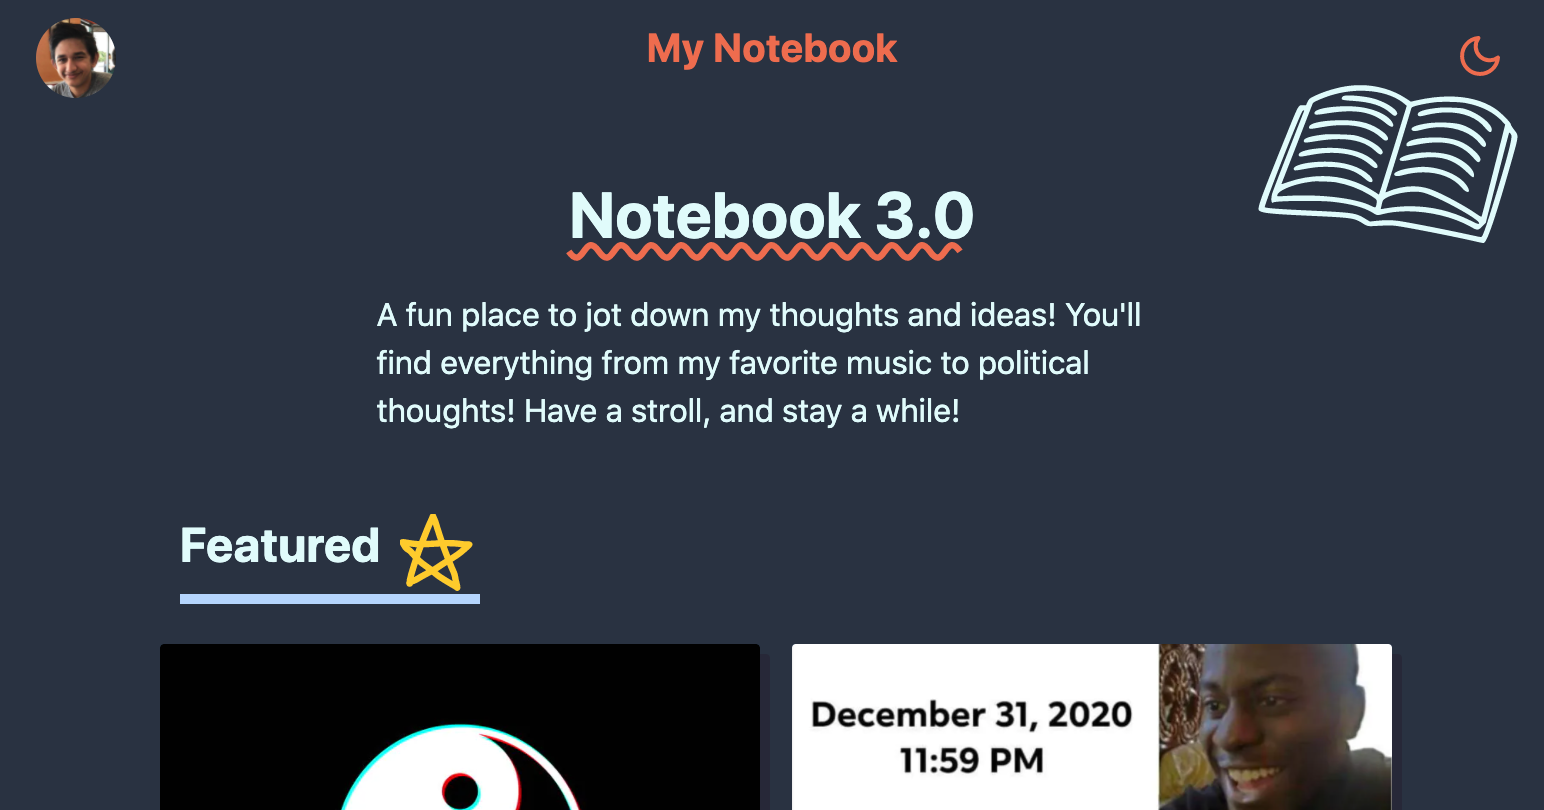 My Notebook
Notebook 3.0
A fun place to jot down my thoughts and ideas! You'll
find everything from my favorite music to political
thoughts! Have a stroll, and stay a while!
Featured
December 31, 2020
11:59 PM